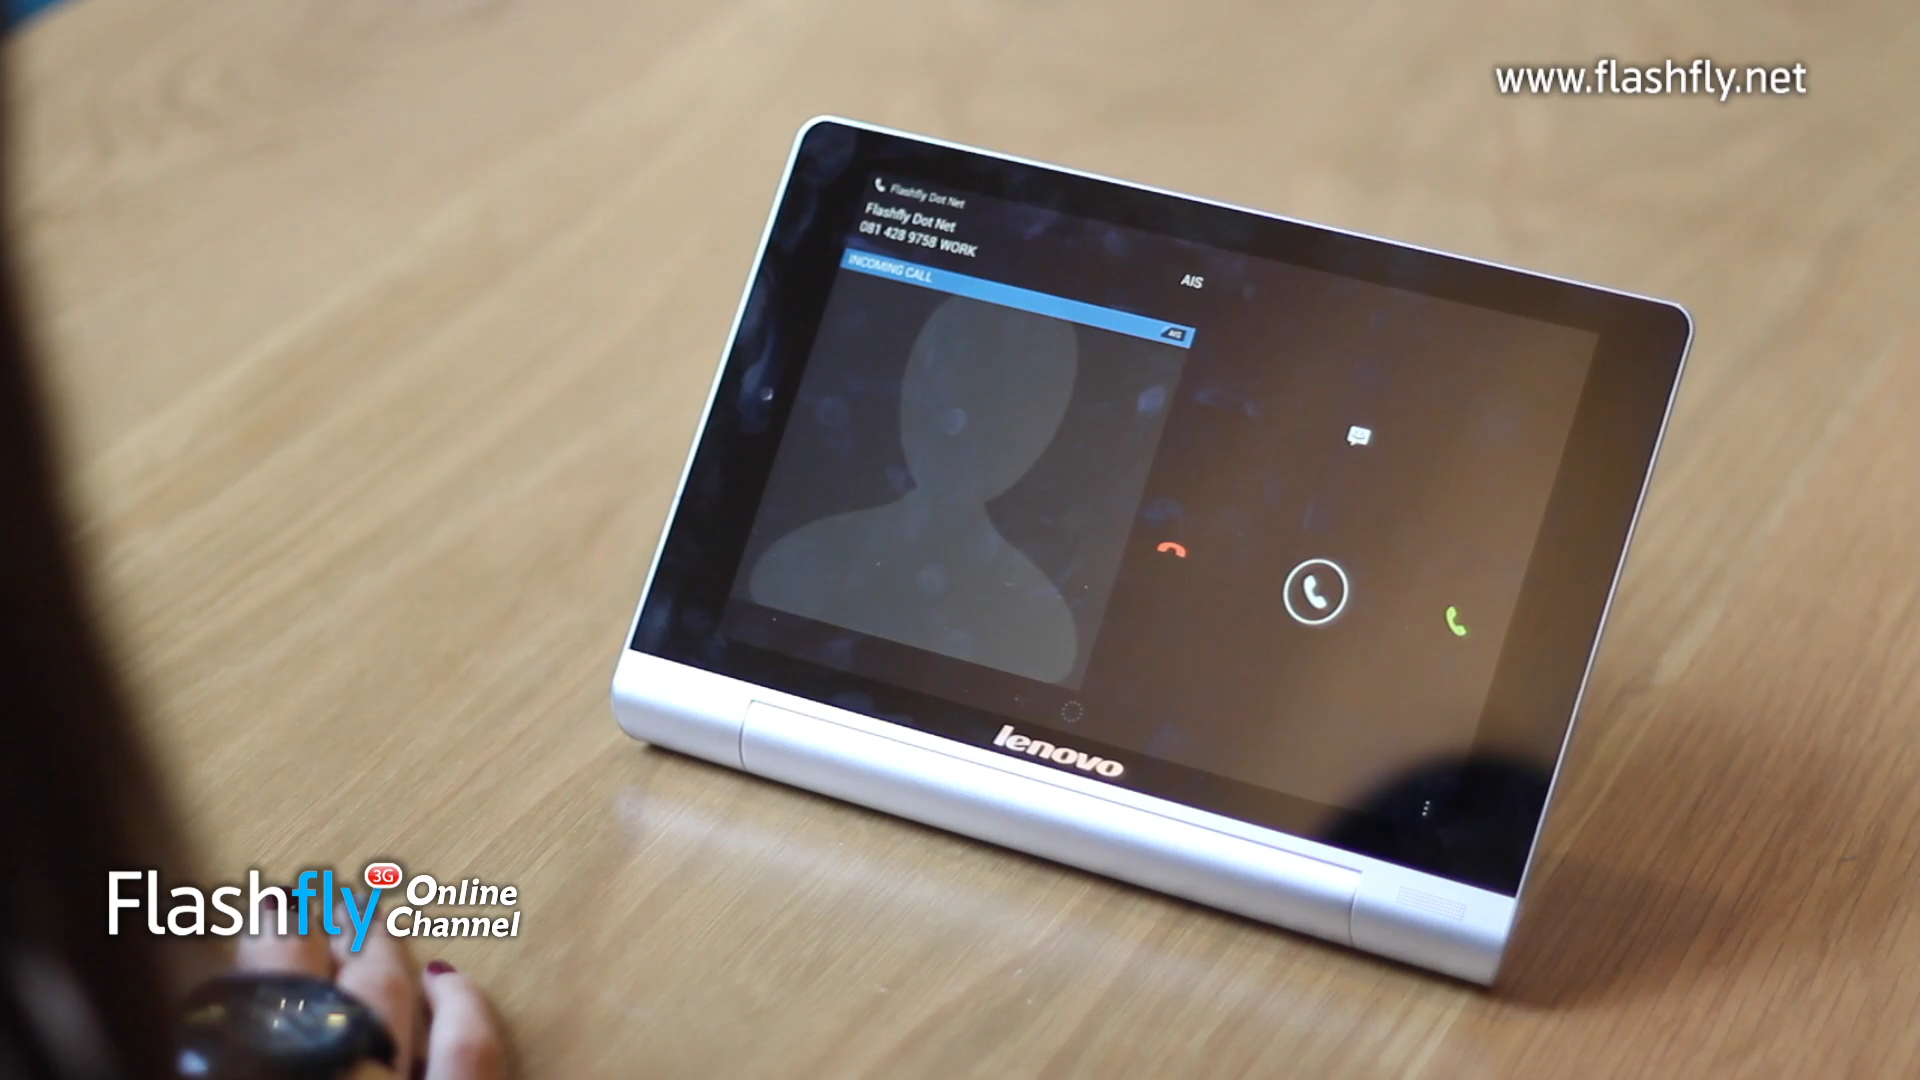 www.flashfly.net
Flashfly Dot Net
Flashfly Dot Net
081 428 9758 WORK
INCOMING CALL
AIS
AIS
lenovo
Flashfly 3G Online
Channel